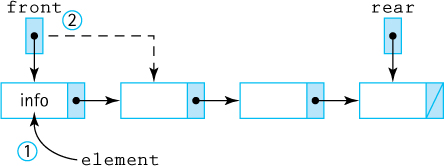 front
rear
2
info
1
element